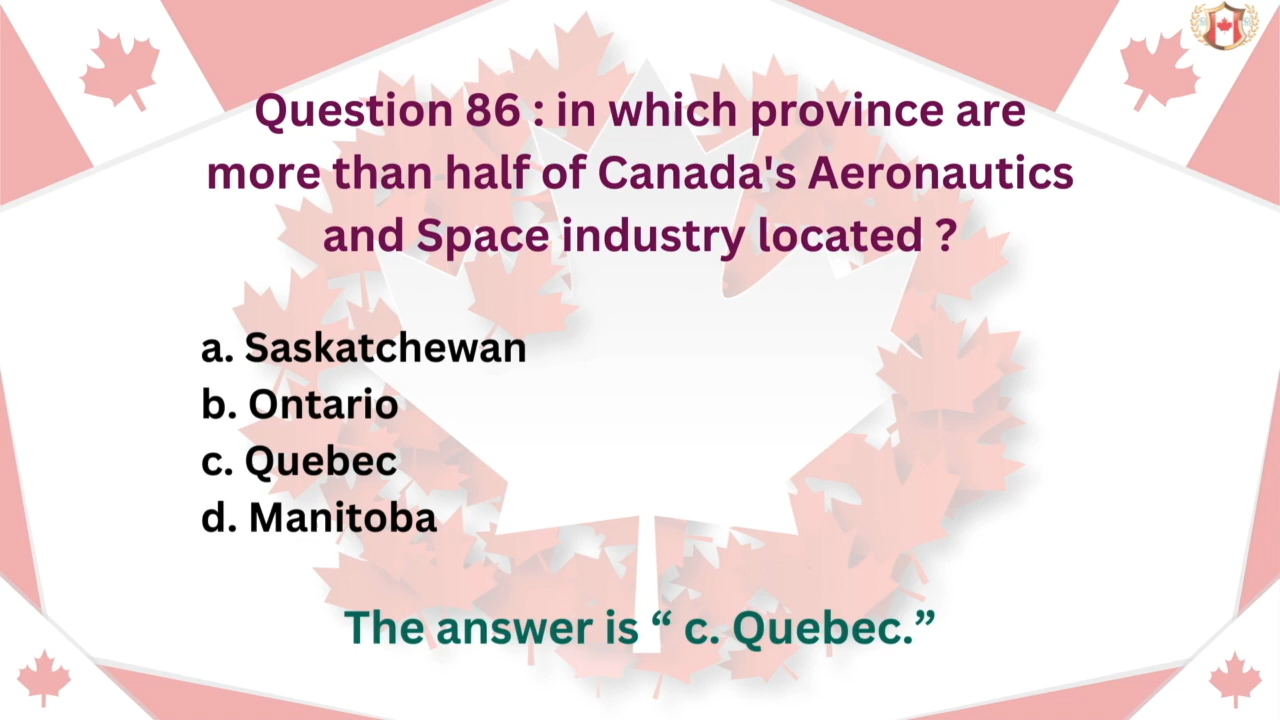 Question 86 : in which province are
more than half of Canada's Aeronautics
and Space industry located ?
a. Saskatchewan
b. Ontario
c. Quebec
d. Manitoba
The answer is “ c. Quebec.”